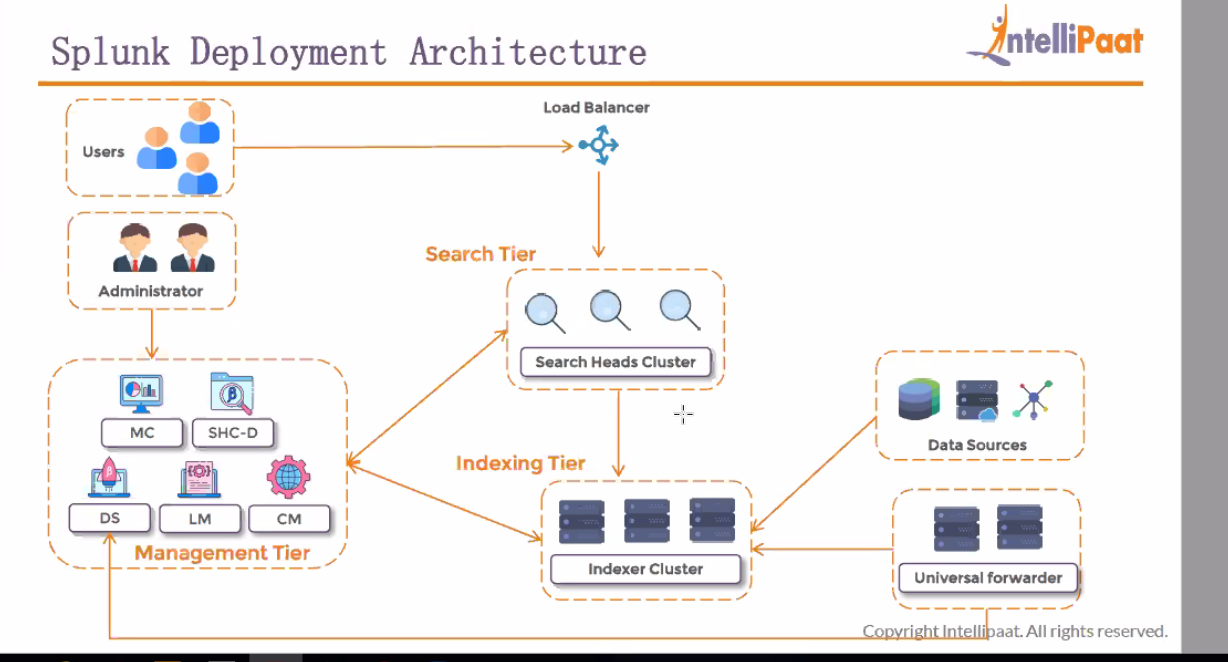 Splunk Deployment Architecture
IntelliPaat
Load Balancer
Users
Administrator
Search Tier
Search Heads Cluster
MC
SHC-D
DS
LM
CM
Management Tier
Indexing Tier
Indexer Cluster
Data Sources
Universal forwarder
Copyright Intellipaat. All rights reserved.